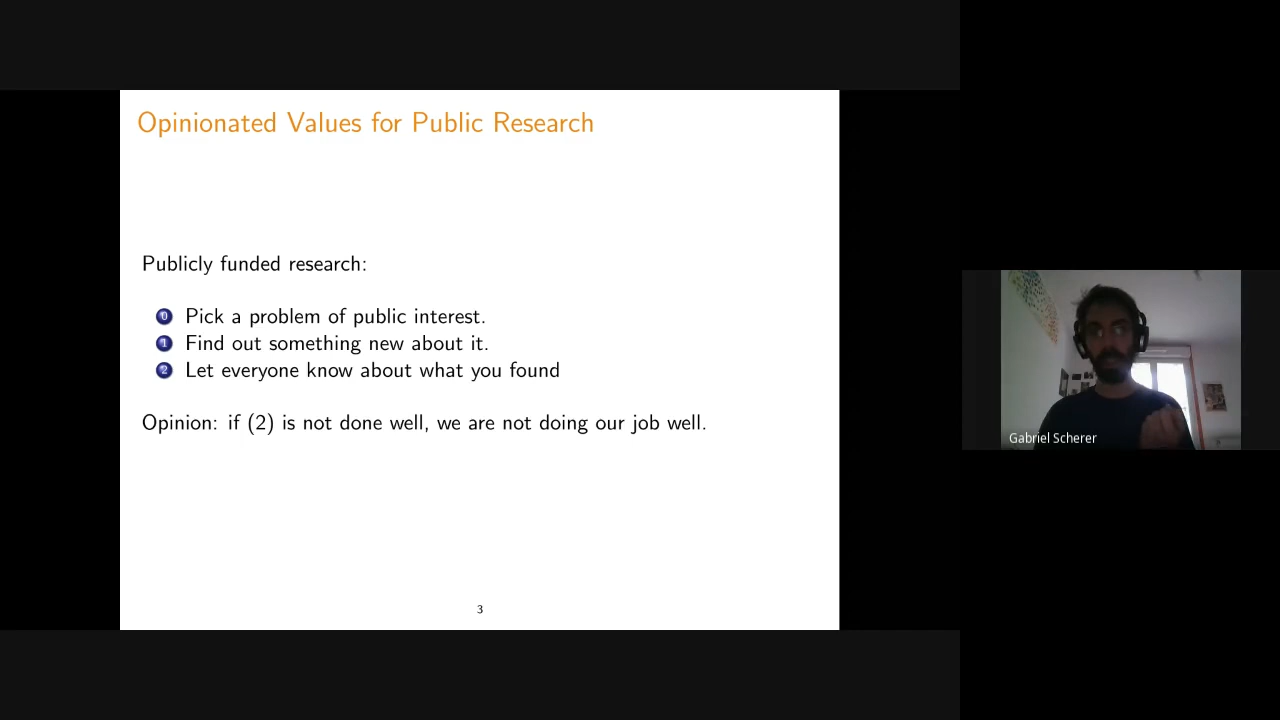 Opinionated Values for Public Research
Publicly funded research:
0 Pick a problem of public interest.
1 Find out something new about it.
2 Let everyone know about what you found
Opinion: if (2) is not done well, we are not doing our job well.
3
Gabriel Scherer